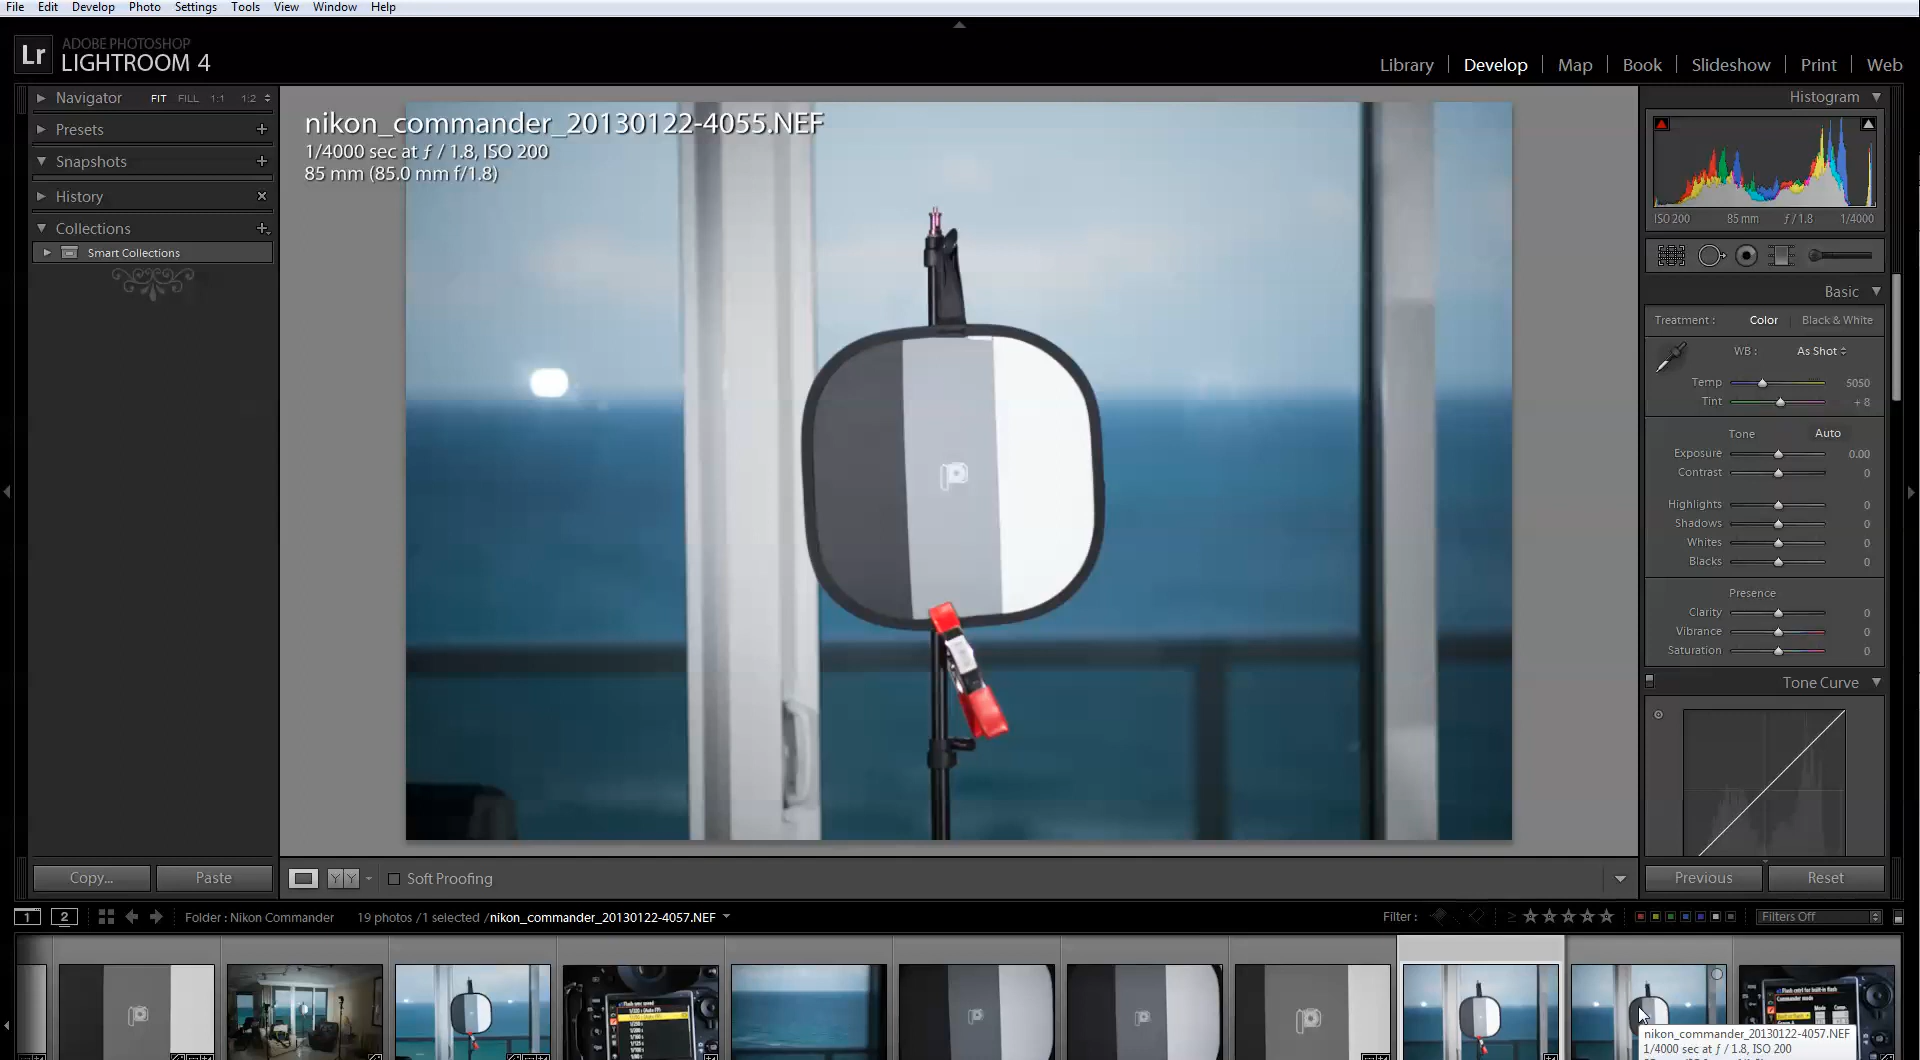 File Edit Develop Photo Settings Tools View Window Help
Lr ADOBE PHOTOSHOP
LIGHTROOM 4
Library Develop Map Book Slideshow Print Web
Navigator FIT FILL 1:1 1:2
Presets
Snapshots
History
Collections
Smart Collections
Copy... Paste
nikon_commander_20130122-4055.NEF
1/4000 sec at ƒ / 1.8, ISO 200
85 mm (85.0 mm f/1.8)
Histogram
ISO 200 85 mm ƒ / 1.8 1/4000
Basic
Treatment : Color Black & White
WB : As Shot
Temp 5050
Tint + 8
Tone Auto
Exposure 0.00
Contrast 0
Highlights 0
Shadows 0
Whites 0
Blacks 0
Presence
Clarity 0
Vibrance 0
Saturation 0
Tone Curve
Previous Reset
Y Y Soft Proofing
1 2 Folder : Nikon Commander 19 photos /1 selected /nikon_commander_20130122-4057.NEF Filter : Filters Off
nikon_commander_20130122-4057.NEF
1/4000 sec at ƒ / 1.8, ISO 200